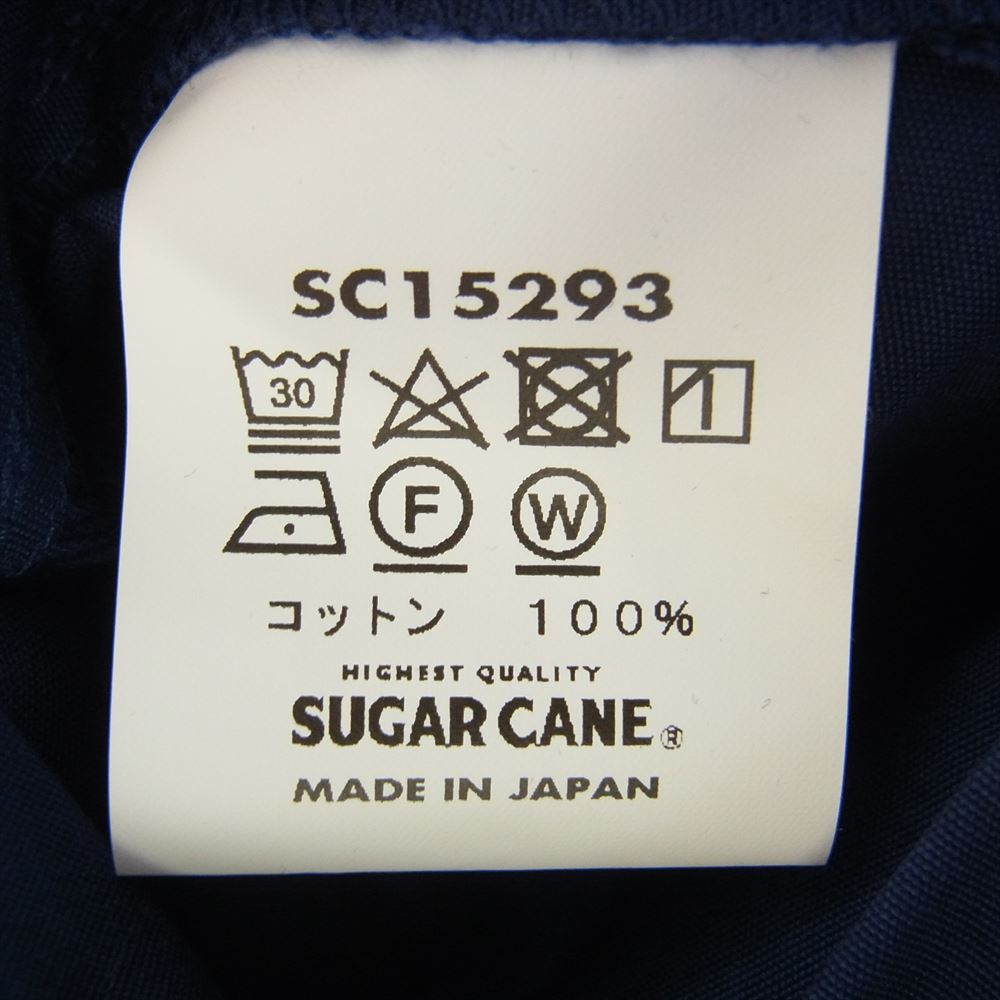 SC15293
30
F W
コットン 100%
HIGHEST QUALITY
SUGAR CANE®
MADE IN JAPAN